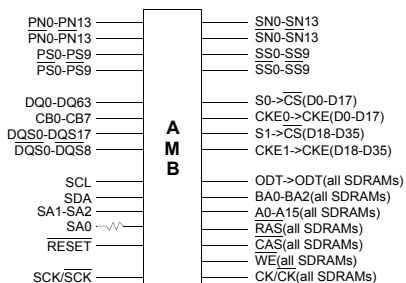 PN0-PN13
PN0-PN13
PS0-PS9
PS0-PS9
DQ0-DQ63
CB0-CB7
DQS0-DQS17
DQS0-DQS8
SCL
SDA
SA1-SA2
SA0
RESET
SCK/SCK
A
M
B
SN0-SN13
SN0-SN13
SS0-SS9
SS0-SS9
S0->CS(D0-D17)
CKE0->CKE(D0-D17)
S1->CS(D18-D35)
CKE1->CKE(D18-D35)
ODT->ODT(all SDRAMs)
BA0-BA2(all SDRAMs)
A0-A15(all SDRAMs)
RAS(all SDRAMs)
CAS(all SDRAMs)
WE(all SDRAMs)
CK/CK(all SDRAMs)